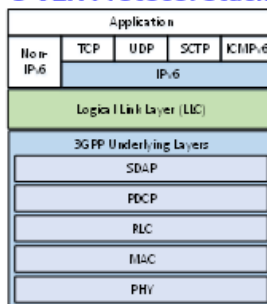 Application
Non-IPv6
TCP UDP SCTP ICMPv6
IPv6
Logical Link Layer (LLC)
3GPP Underlying Layers
SDAP
PDCP
RLC
MAC
PHY